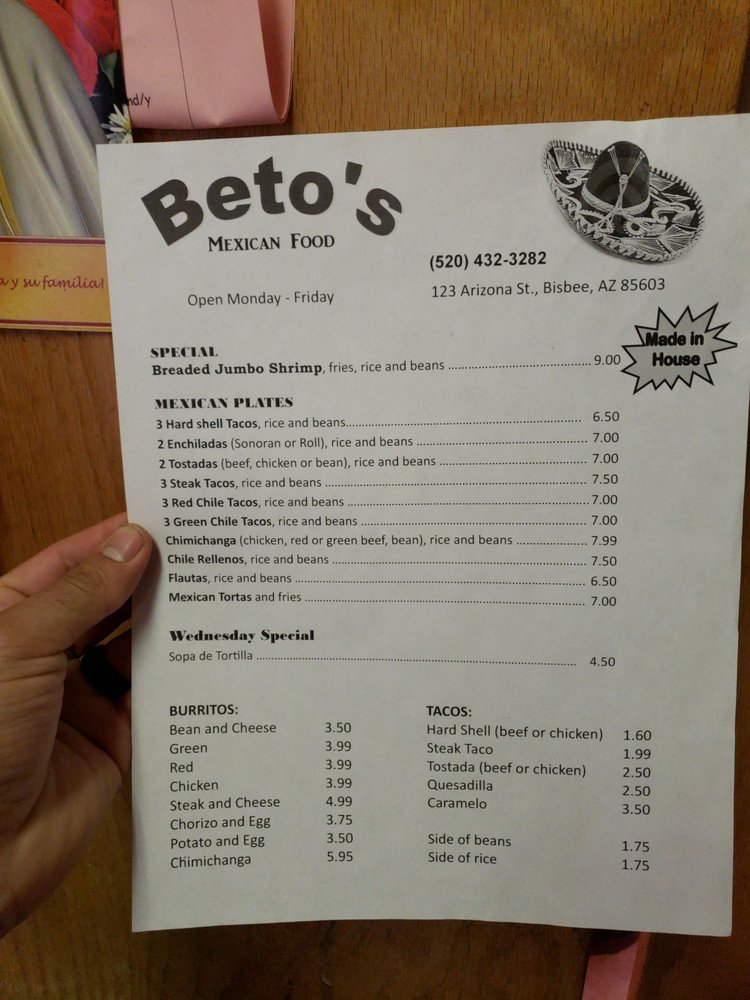 nd/y
a y su familia!
Beto's
MEXICAN FOOD
(520) 432-3282
Open Monday - Friday
123 Arizona St., Bisbee, AZ 85603
Made in
House
SPECIAL
Breaded Jumbo Shrimp, fries, rice and beans ........ 9.00
MEXICAN PLATES
3 Hard shell Tacos, rice and beans........ 6.50
2 Enchiladas (Sonoran or Roll), rice and beans ........ 7.00
2 Tostadas (beef, chicken or bean), rice and beans ........ 7.00
3 Steak Tacos, rice and beans ........ 7.50
3 Red Chile Tacos, rice and beans ........ 7.00
3 Green Chile Tacos, rice and beans ........ 7.00
Chimichanga (chicken, red or green beef, bean), rice and beans ........ 7.99
Chile Rellenos, rice and beans ........ 7.50
Flautas, rice and beans ........ 6.50
Mexican Tortas and fries ........ 7.00
Wednesday Special
Sopa de Tortilla ........ 4.50
BURRITOS:
Bean and Cheese 3.50
Green 3.99
Red 3.99
Chicken 3.99
Steak and Cheese 4.99
Chorizo and Egg 3.75
Potato and Egg 3.50
Chimichanga 5.95
TACOS:
Hard Shell (beef or chicken) 1.60
Steak Taco 1.99
Tostada (beef or chicken) 2.50
Quesadilla 2.50
Caramelo 3.50
Side of beans 1.75
Side of rice 1.75